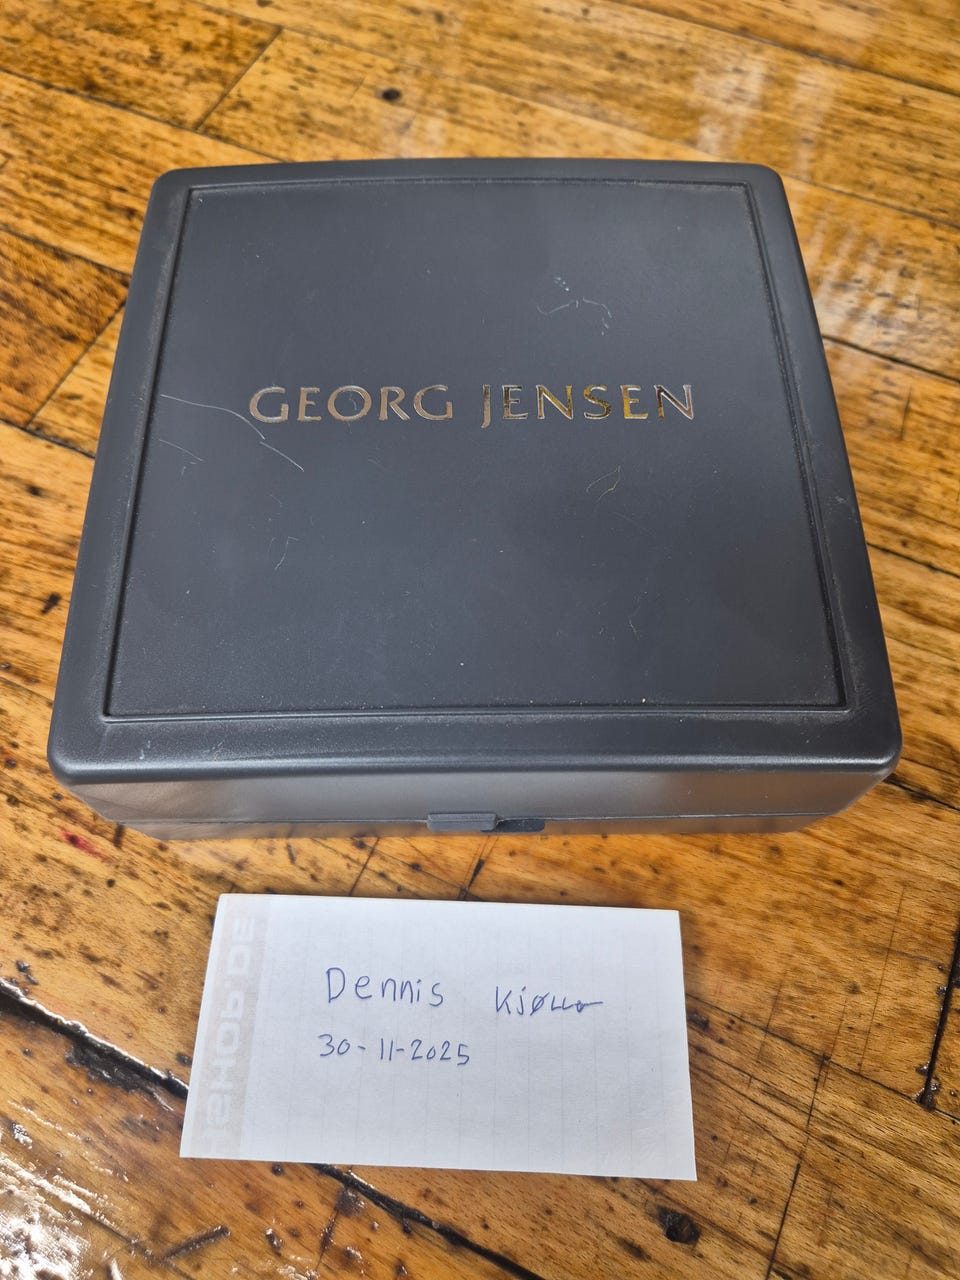 GEORG JENSEN
Dennis
30-11-2025